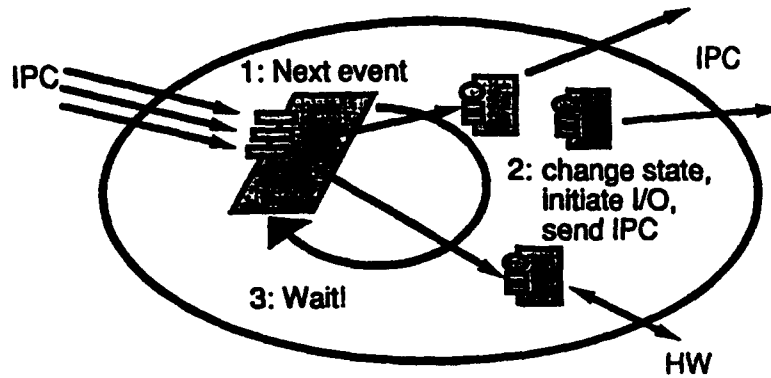 IPC
1: Next event
IPC
2: change state,
initiate I/O,
send IPC
3: Wait!
HW